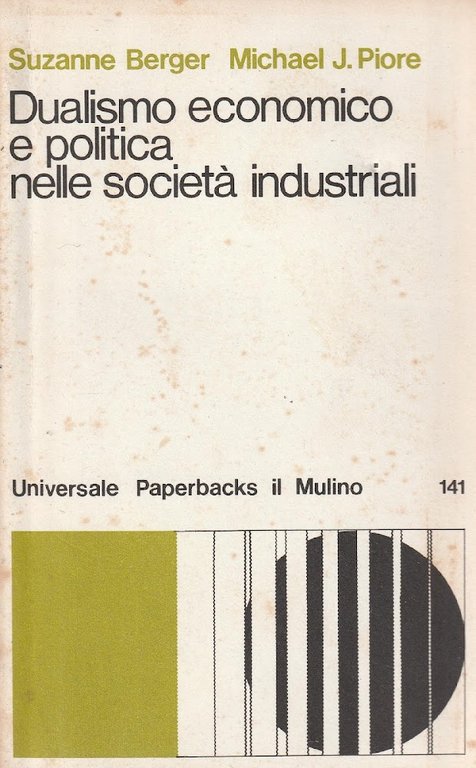 Suzanne Berger Michael J. Piore
Dualismo economico
e politica
nelle società industriali
Universale Paperbacks il Mulino 141